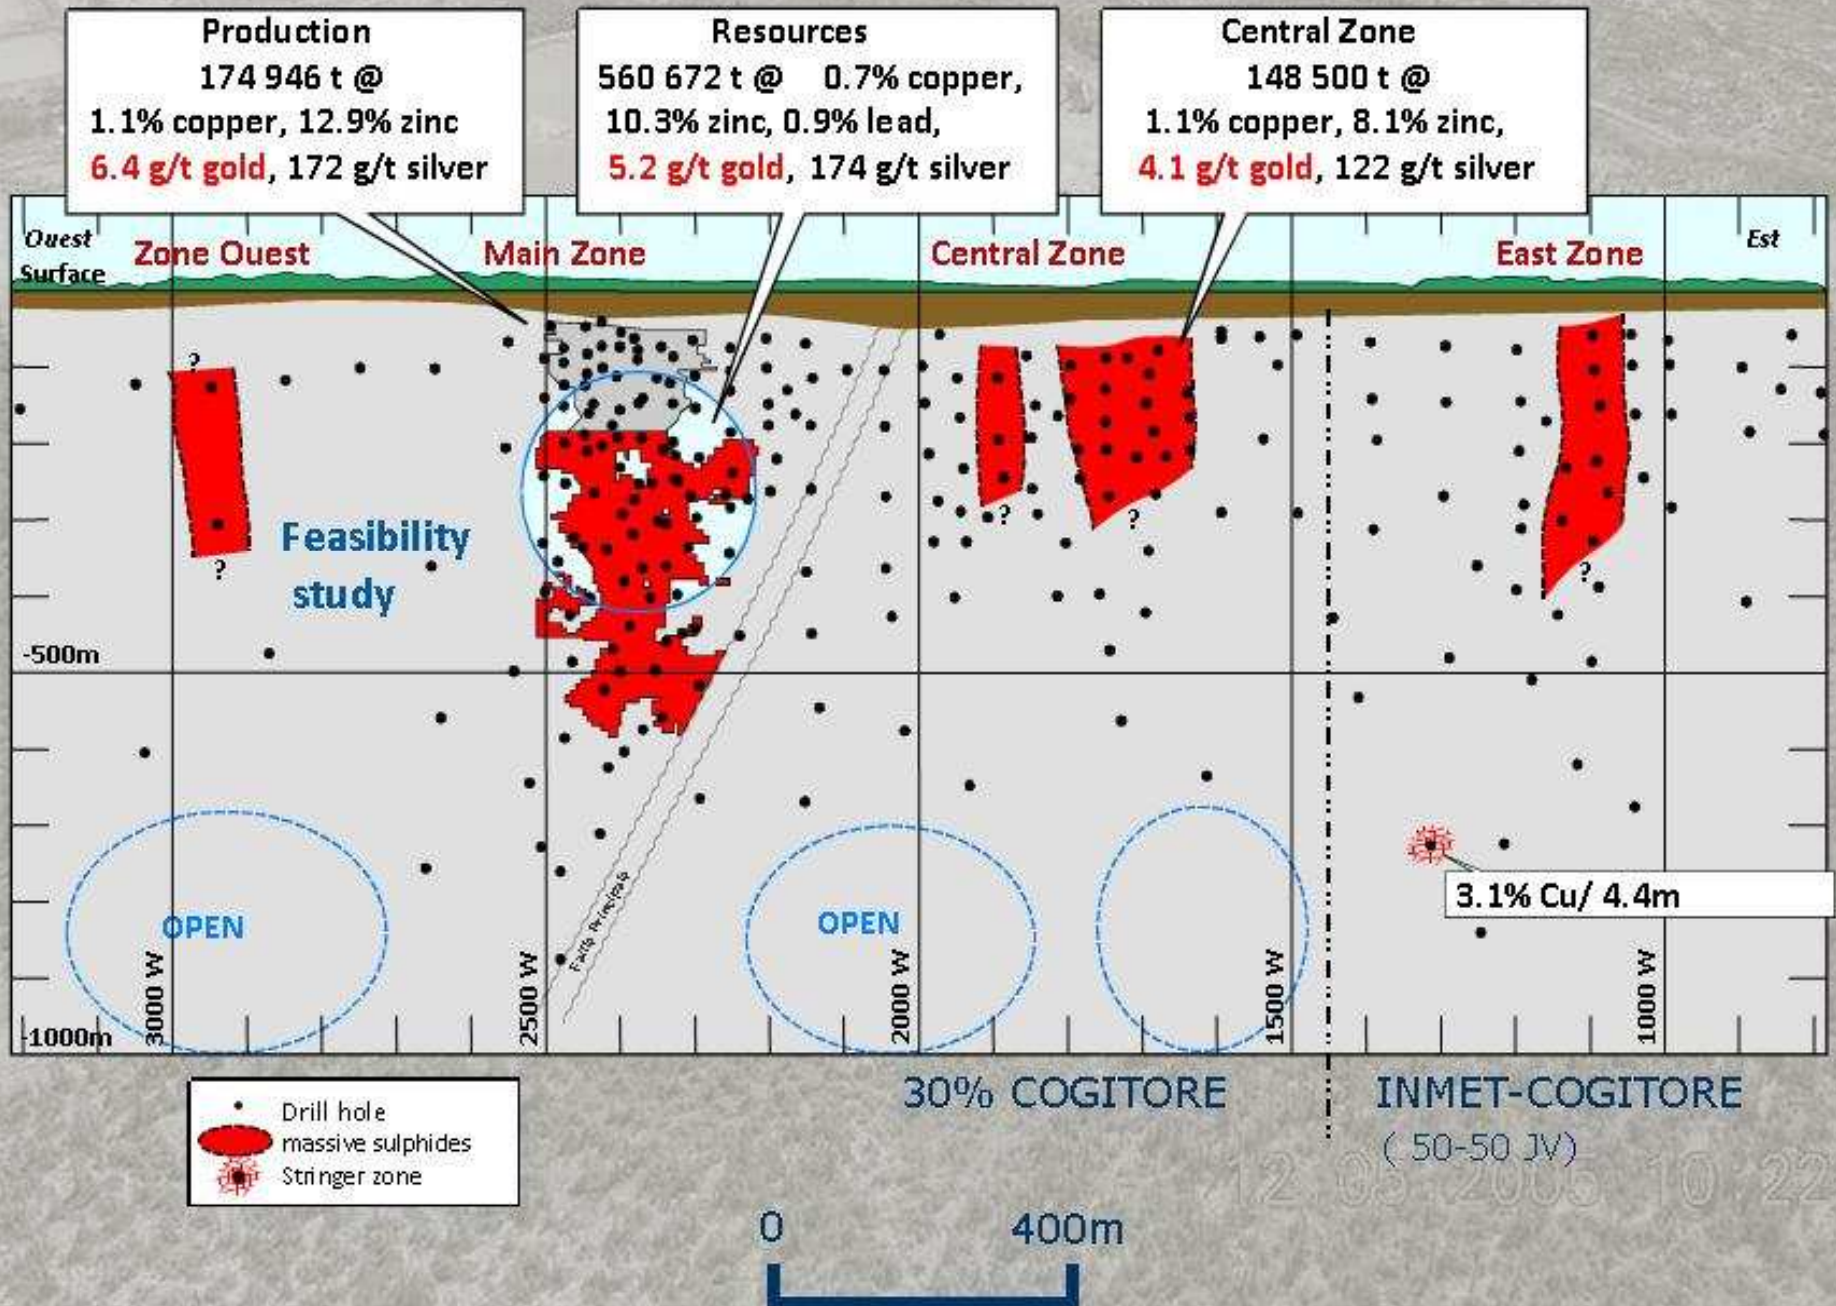 Production
174 946 t @
1.1% copper, 12.9% zinc
6.4 g/t gold, 172 g/t silver
Resources
560 672 t @ 0.7% copper,
10.3% zinc, 0.9% lead,
5.2 g/t gold, 174 g/t silver
Central Zone
148 500 t @
1.1% copper, 8.1% zinc,
4.1 g/t gold, 122 g/t silver
Ouest
Surface
Zone Ouest
Main Zone
Central Zone
East Zone
Est
?
?
?
?
?
Feasibility
study
-500m
OPEN
OPEN
3.1% Cu/ 4.4m
-1000m
3000 W
2500 W
2000 W
1500 W
1000 W
30% COGITORE
INMET-COGITORE
( 50-50 JV)
Drill hole
massive sulphides
Stringer zone
0
400m